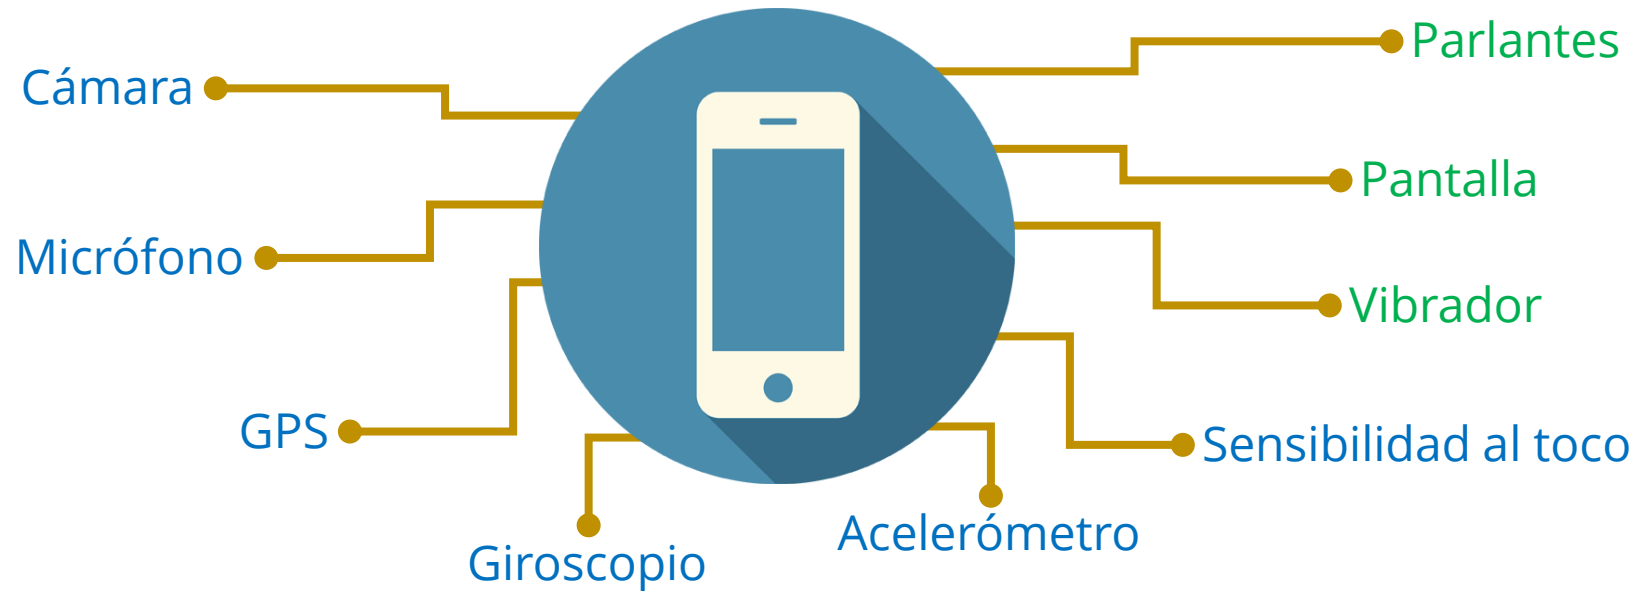 Parlantes
Cámara
Pantalla
Micrófono
Vibrador
GPS
Sensibilidad al toco
Acelerómetro
Giroscopio